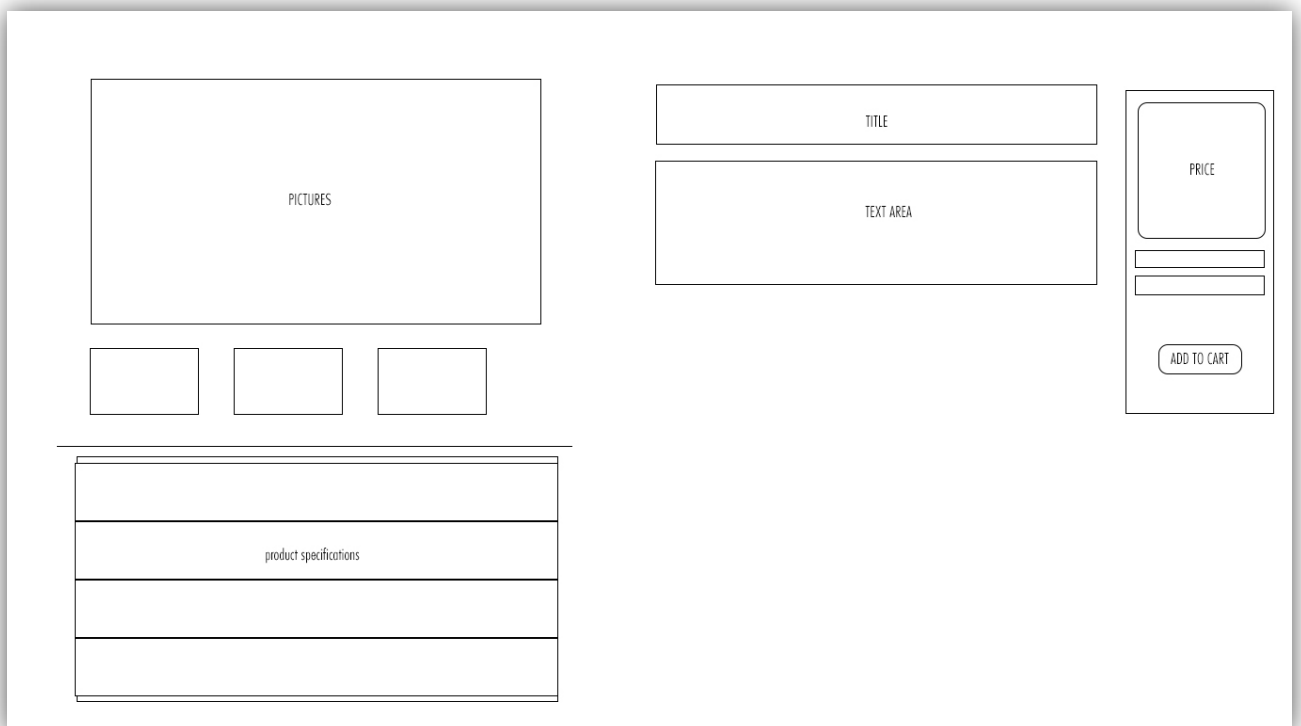 PICTURES
TITLE
TEXT AREA
PRICE
ADD TO CART
product specifications